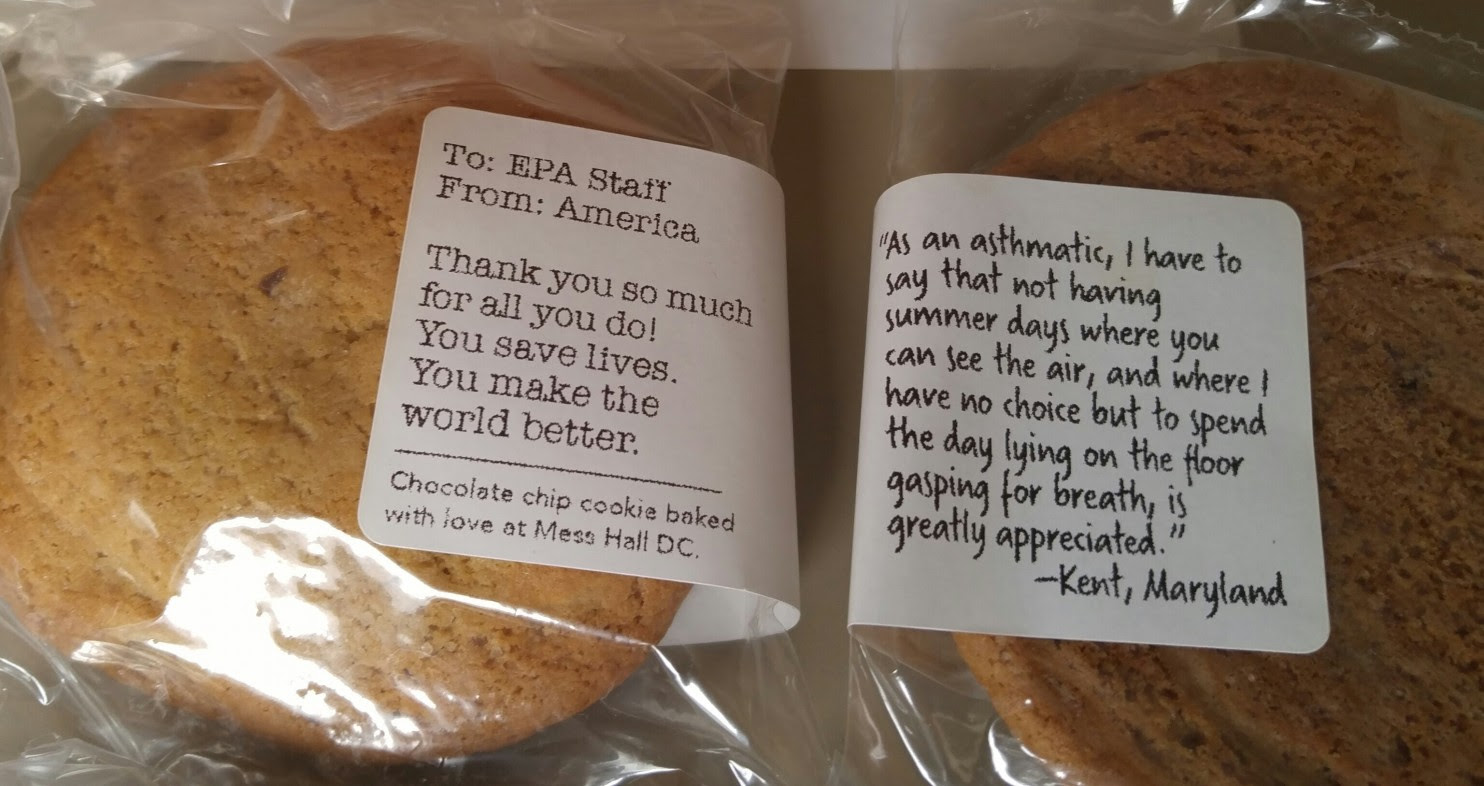 To: EPA Staff
From: America
Thank you so much
for all you do!
You save lives.
You make the
world better.
Chocolate chip cookie baked
with love at Mess Hall DC.
"As an asthmatic, I have to
say that not having
summer days where you
can see the air, and where I
have no choice but to spend
the day lying on the floor
gasping for breath, is
greatly appreciated."
—Kent, Maryland